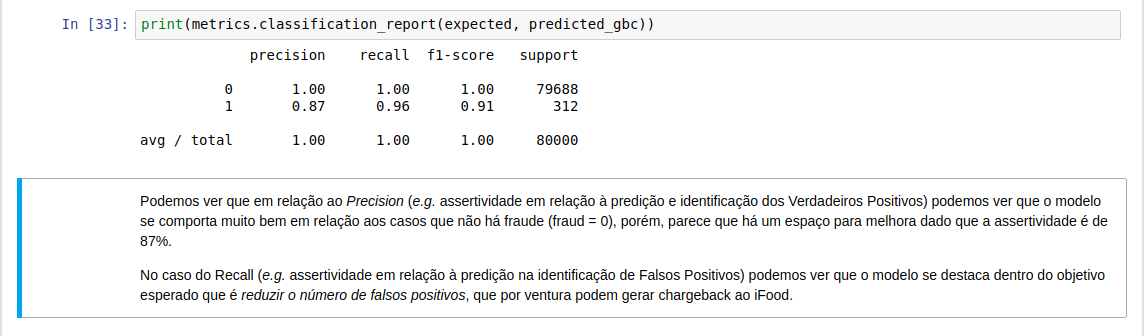 In [33]: print(metrics.classification_report(expected, predicted_gbc))
precision recall f1-score support
0 1.00 1.00 1.00 79688
1 0.87 0.96 0.91 312
avg / total 1.00 1.00 1.00 80000
Podemos ver que em relação ao Precision (e.g. assertividade em relação à predição e identificação dos Verdadeiros Positivos) podemos ver que o modelo
se comporta muito bem em relação aos casos que não há fraude (fraud = 0), porém, parece que há um espaço para melhora dado que a assertividade é de
87%.
No caso do Recall (e.g. assertividade em relação à predição na identificação de Falsos Positivos) podemos ver que o modelo se destaca dentro do objetivo
esperado que é reduzir o número de falsos positivos, que por ventura podem gerar chargeback ao iFood.